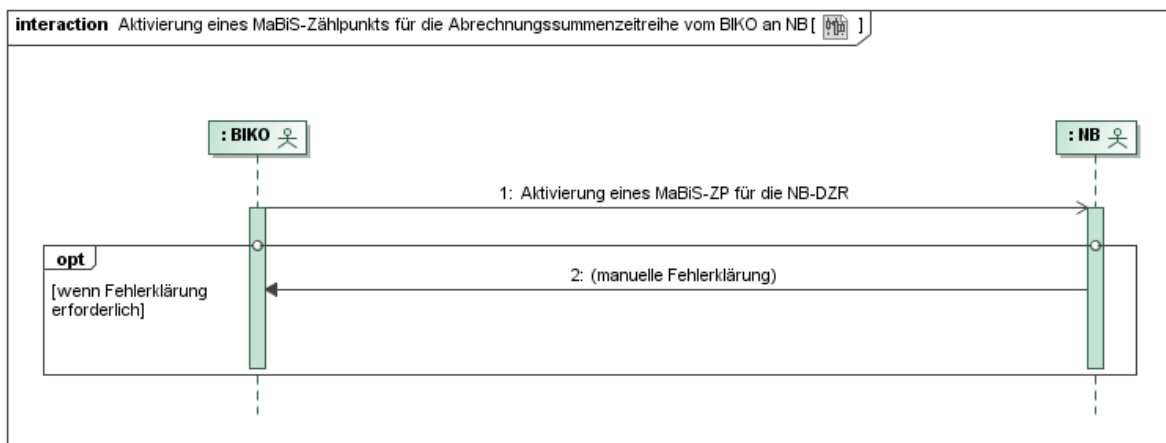 interaction Aktivierung eines MaBiS-Zählpunkts für die Abrechnungssummenzeitreihe vom BIKO an NB[ ]
: BIKO
: NB
1: Aktivierung eines MaBiS-ZP für die NB-DZR
opt
2: (manuelle Fehlerklärung)
[wenn Fehlerklärung
erforderlich]